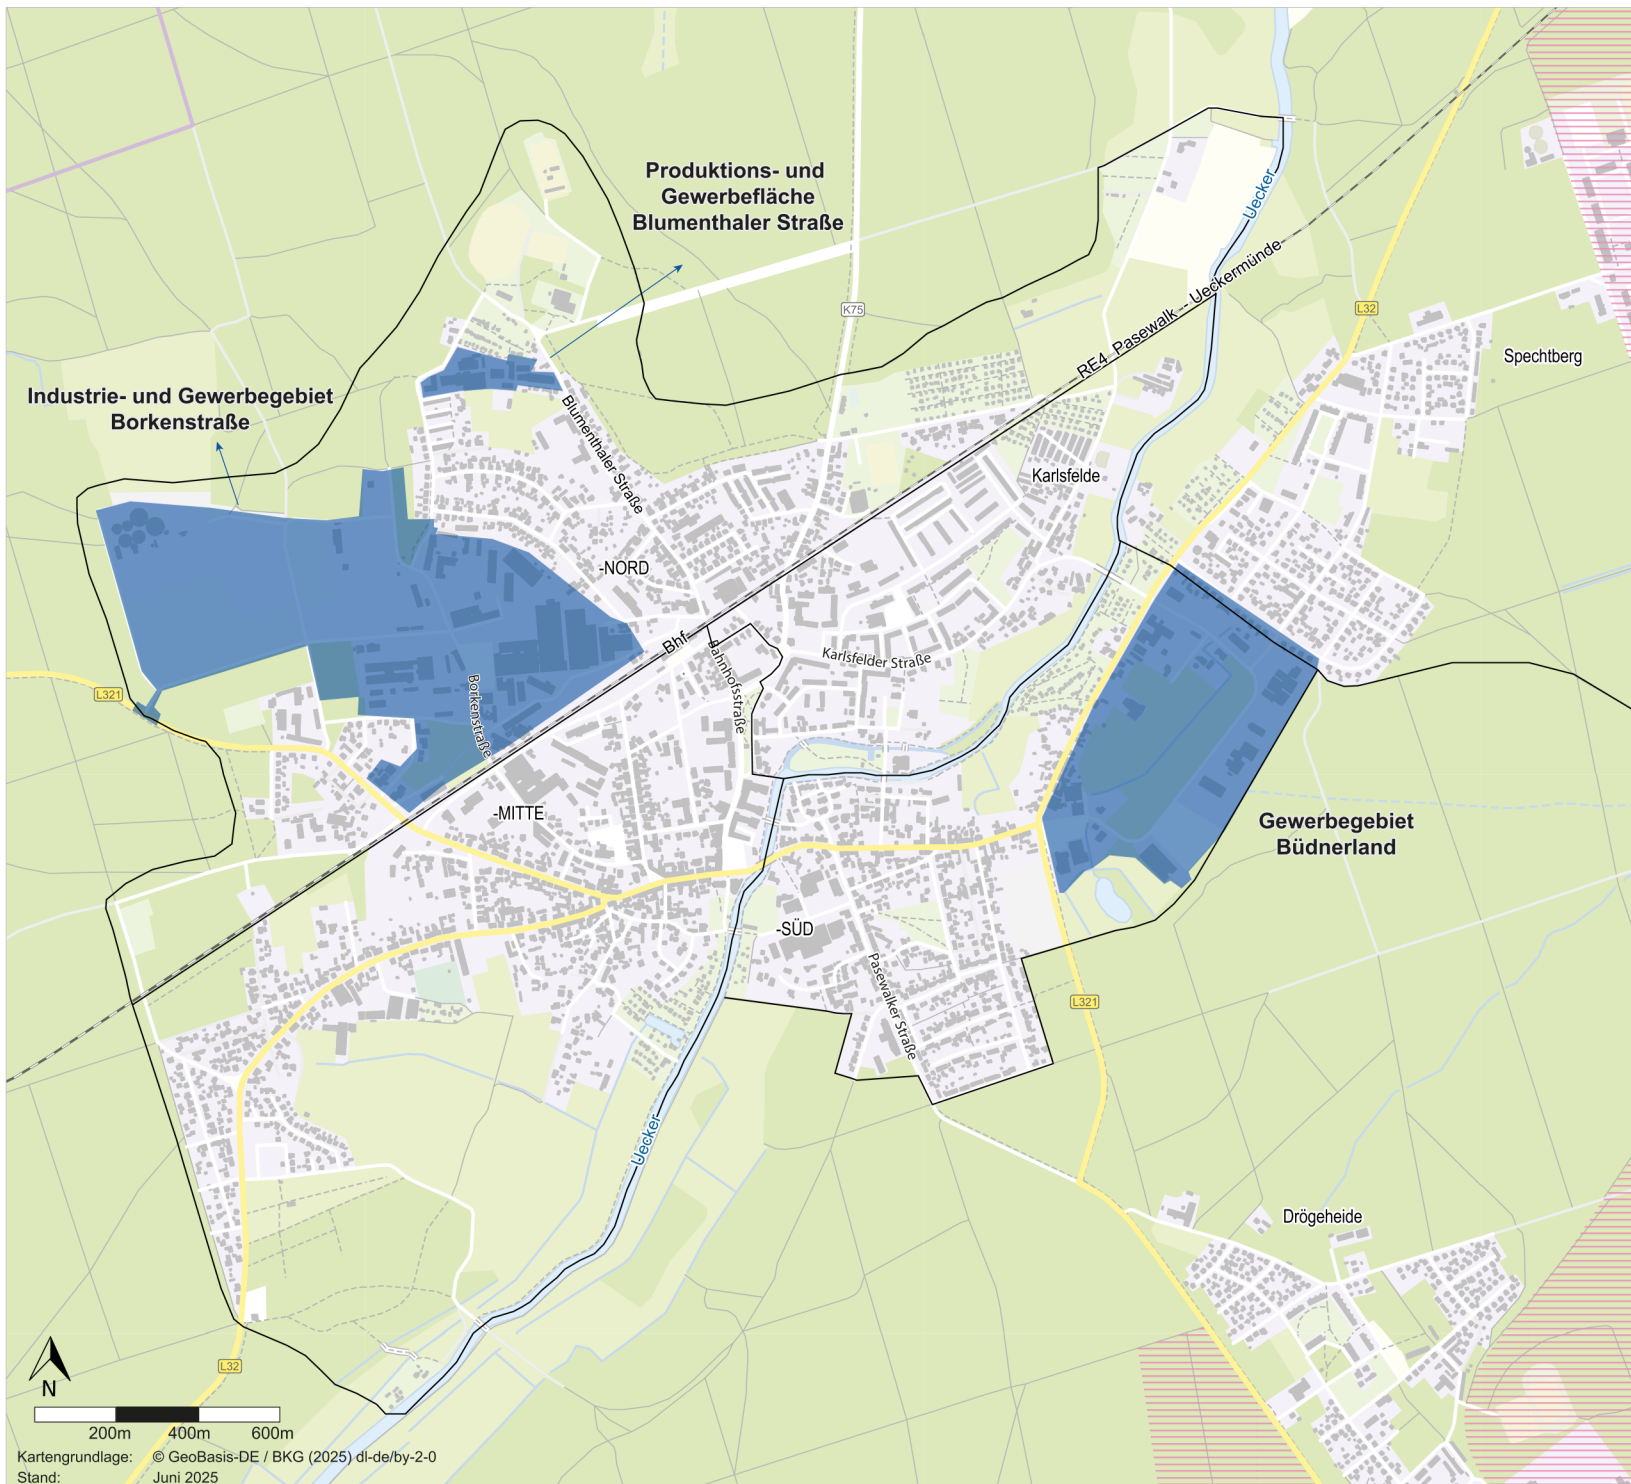 Produktions- und
Gewerbefläche
Blumenthaler Straße
Uecker
RE4 Pasewalk -- Ueckermünde
K75
L32
Spechtberg
Industrie- und Gewerbegebiet
Borkenstraße
Blumenthaler Straße
Karlsfelde
-NORD
Bhf
Bahnhofsstraße
Karlsfelder Straße
L321
Borkenstraße
-MITTE
Gewerbegebiet
Büdnerland
-SÜD
Pasewalker Straße
L321
Uecker
Drögeheide
L32
N
200m 400m 600m
Kartengrundlage: © GeoBasis-DE / BKG (2025) dl-de/by-2-0
Stand: Juni 2025